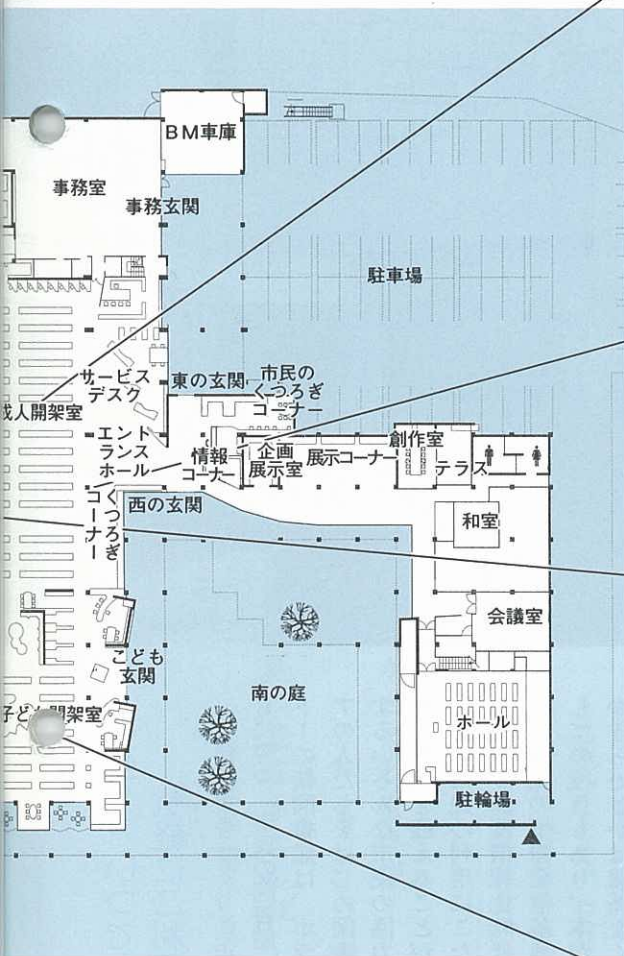 BM車庫
事務室
事務玄関
駐車場
サービス
デスク
東の玄関
市民の
くつろぎ
コーナー
成人開架室
エント
ランス
ホール
情報
コーナー
企画
展示室
展示コーナー
創作室
テラス
くつろぎ
コーナー
西の玄関
和室
会議室
こども
玄関
南の庭
子ども開架室
ホール
駐輪場